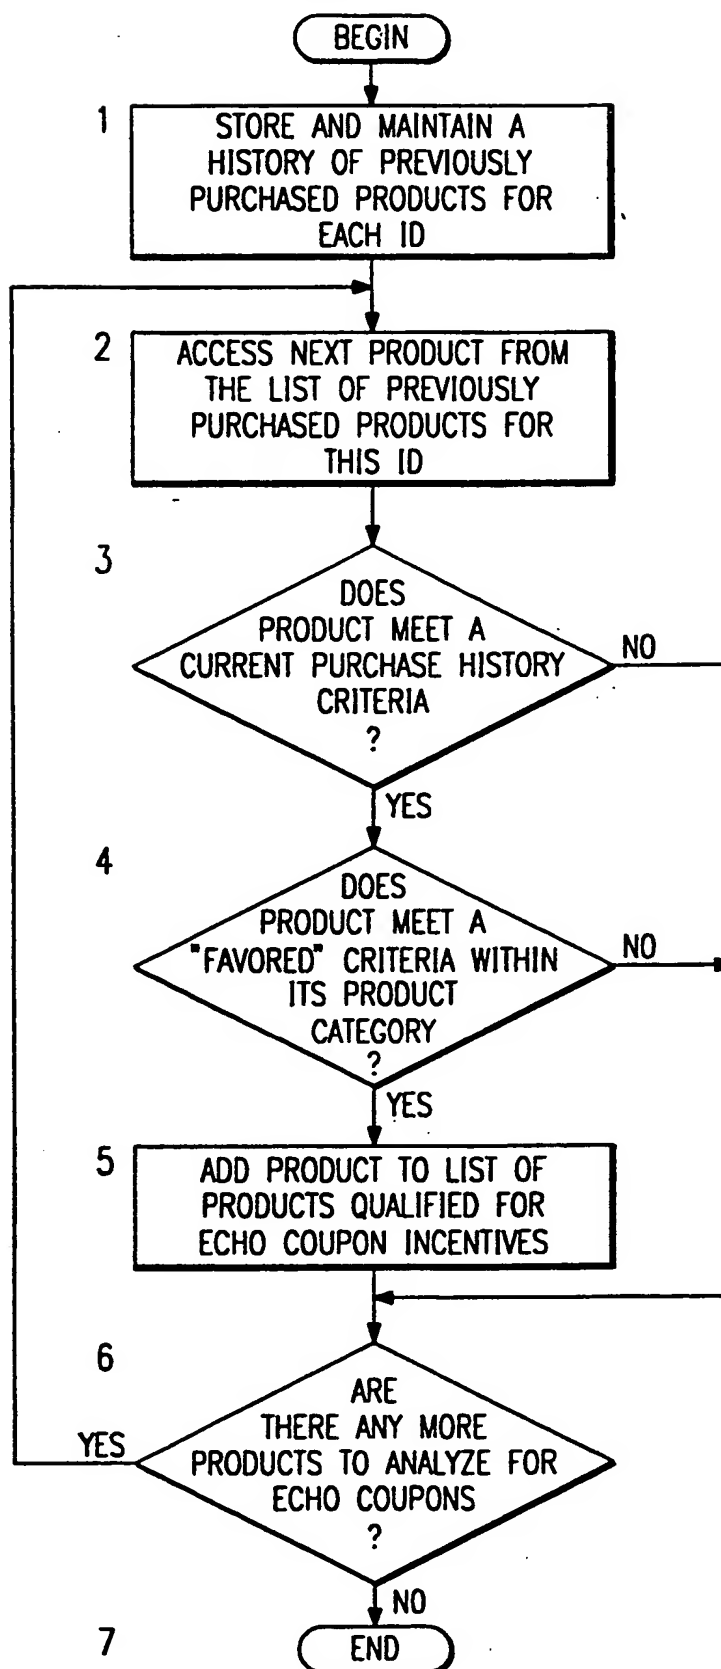 BEGIN
1
STORE AND MAINTAIN A
HISTORY OF PREVIOUSLY
PURCHASED PRODUCTS FOR
EACH ID
2
ACCESS NEXT PRODUCT FROM
THE LIST OF PREVIOUSLY
PURCHASED PRODUCTS FOR
THIS ID
3
DOES
PRODUCT MEET A
CURRENT PURCHASE HISTORY
CRITERIA
?
NO
YES
4
DOES
PRODUCT MEET A
"FAVORED" CRITERIA WITHIN
ITS PRODUCT
CATEGORY
?
NO
YES
5
ADD PRODUCT TO LIST OF
PRODUCTS QUALIFIED FOR
ECHO COUPON INCENTIVES
6
ARE
THERE ANY MORE
PRODUCTS TO ANALYZE FOR
ECHO COUPONS
?
YES
NO
7
END